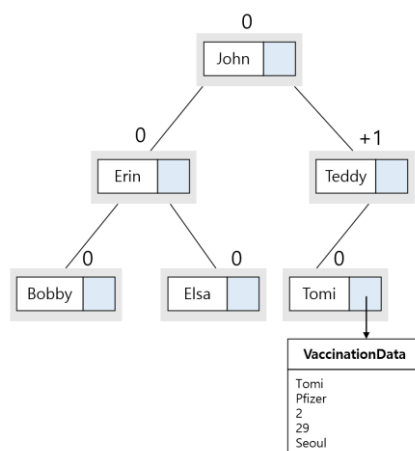 0
John
0
+1
Erin
Teddy
0
0
0
Bobby
Elsa
Tomi
VaccinationData
Tomi
Pfizer
2
29
Seoul